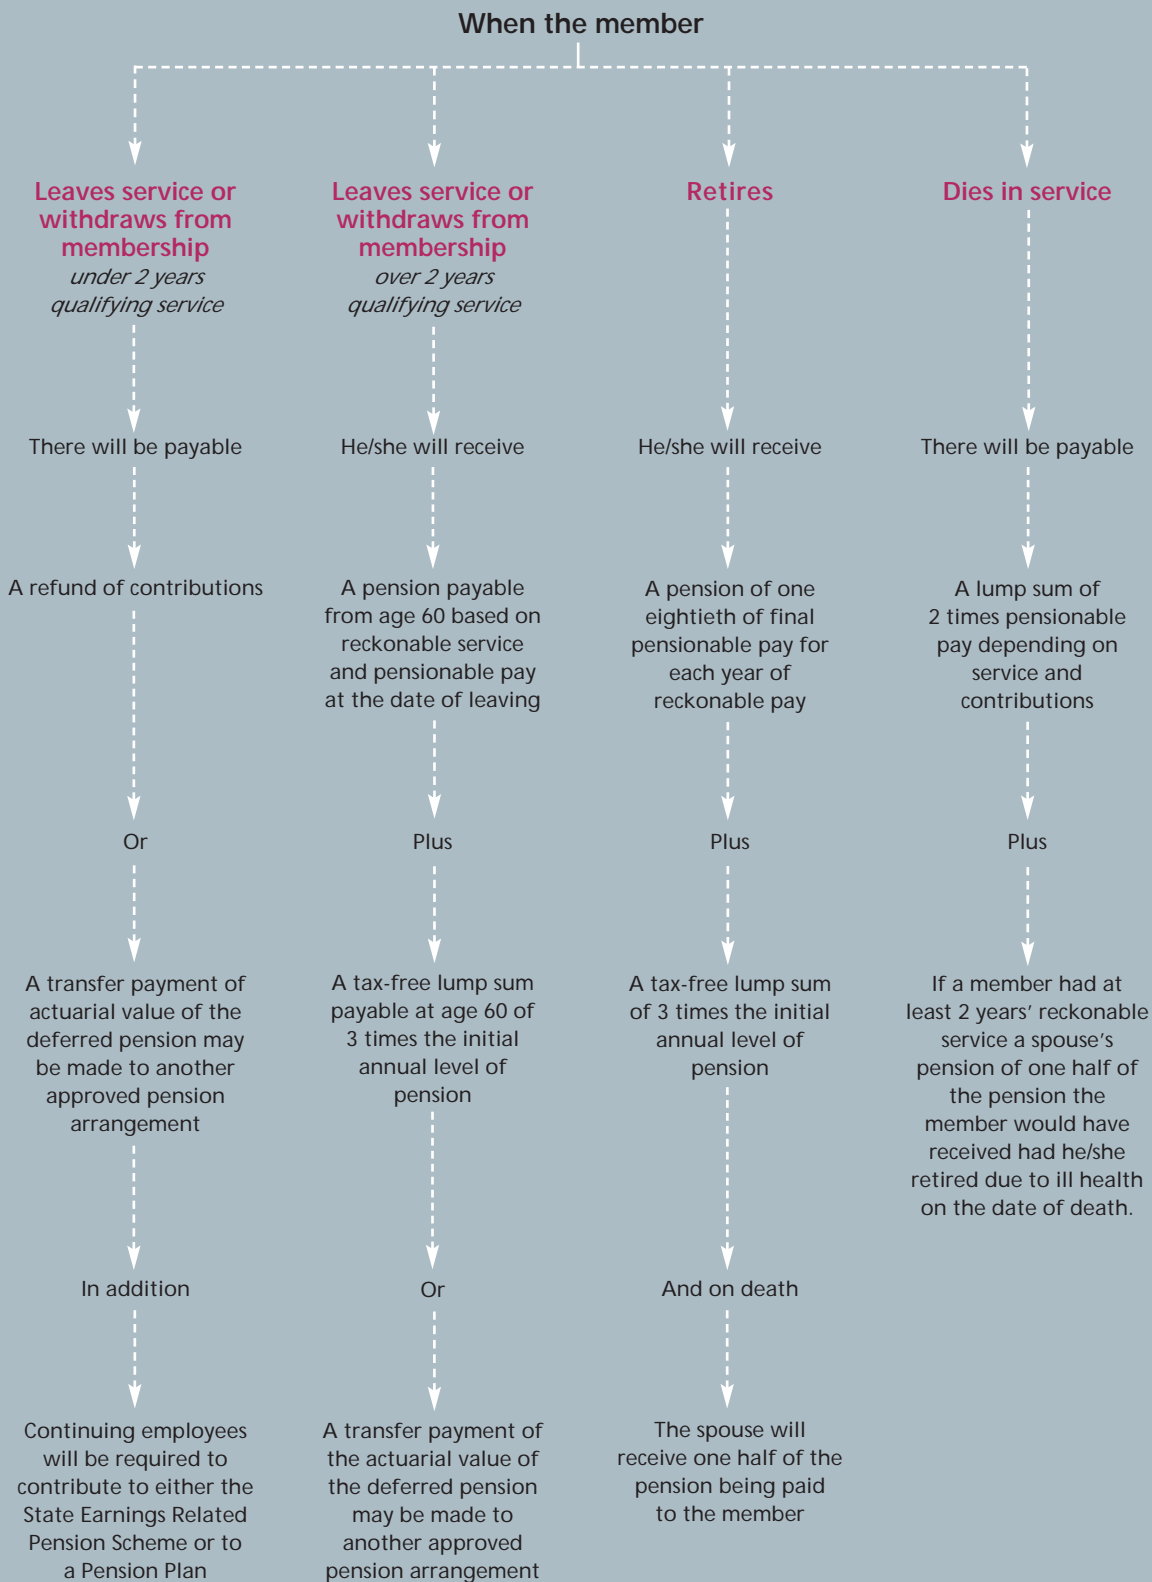 When the member
Leaves service or
withdraws from
membership
under 2 years
qualifying service
There will be payable
A refund of contributions
Or
A transfer payment of
actuarial value of the
deferred pension may
be made to another
approved pension
arrangement
In addition
Continuing employees
will be required to
contribute to either the
State Earnings Related
Pension Scheme or to
a Pension Plan
Leaves service or
withdraws from
membership
over 2 years
qualifying service
He/she will receive
A pension payable
from age 60 based on
reckonable service
and pensionable pay
at the date of leaving
Plus
A tax-free lump sum
payable at age 60 of
3 times the initial
annual level of
pension
Or
A transfer payment of
the actuarial value of
the deferred pension
may be made to
another approved
pension arrangement
Retires
He/she will receive
A pension of one
eightieth of final
pensionable pay for
each year of
reckonable pay
Plus
A tax-free lump sum
of 3 times the initial
annual level of
pension
And on death
The spouse will
receive one half of the
pension being paid
to the member
Dies in service
There will be payable
A lump sum of
2 times pensionable
pay depending on
service and
contributions
Plus
If a member had at
least 2 years’ reckonable
service a spouse’s
pension of one half of
the pension the
member would have
received had he/she
retired due to ill health
on the date of death.